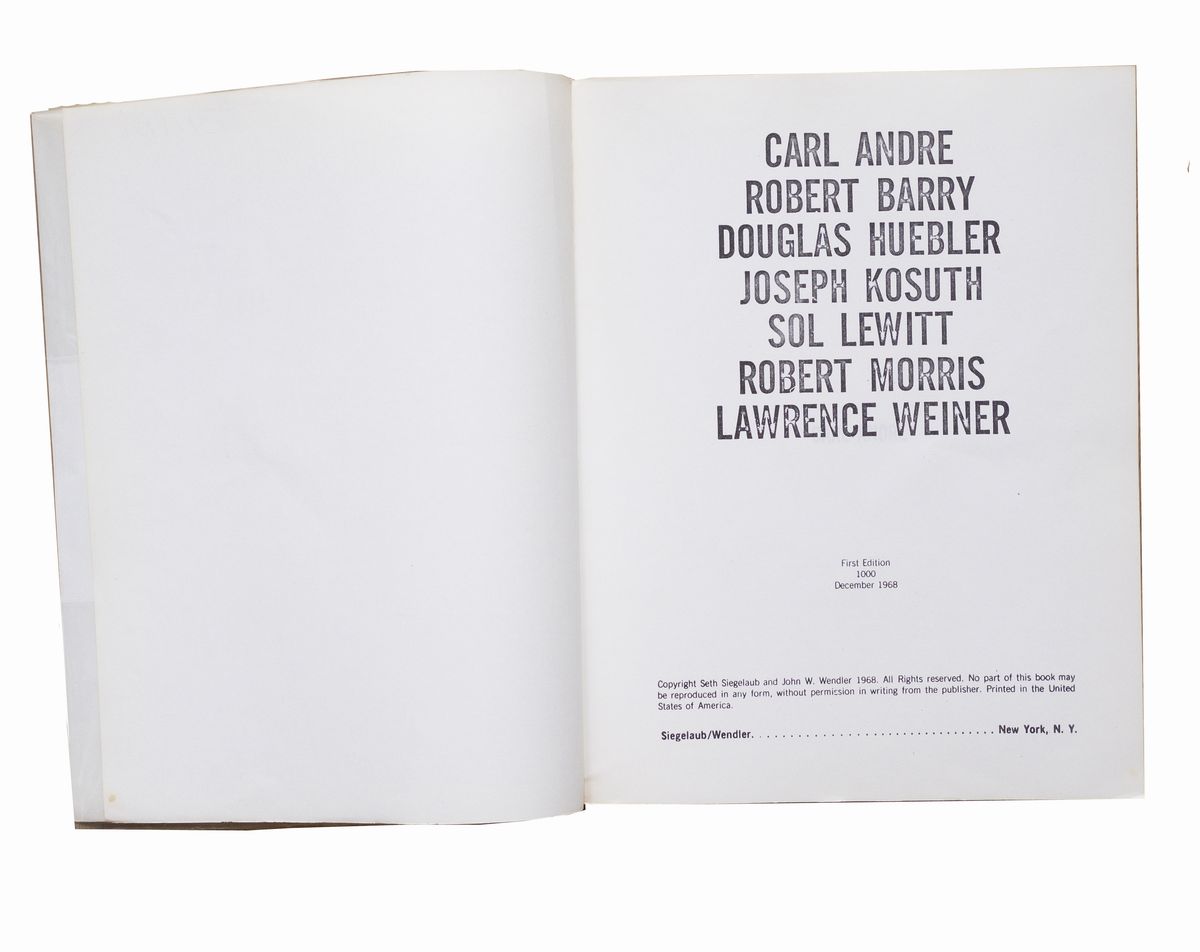 CARL ANDRE
ROBERT BARRY
DOUGLAS HUEBLER
JOSEPH KOSUTH
SOL LEWITT
ROBERT MORRIS
LAWRENCE WEINER
First Edition
1000
December 1968
Copyright Seth Siegelaub and John W. Wendler 1968. All Rights reserved. No part of this book may
be reproduced in any form, without permission in writing from the publisher. Printed in the United
States of America.
Siegelaub/Wendler. . . . . . . . . . . . . . . . . . . . . . . . . . . . . . . . New York, N. Y.